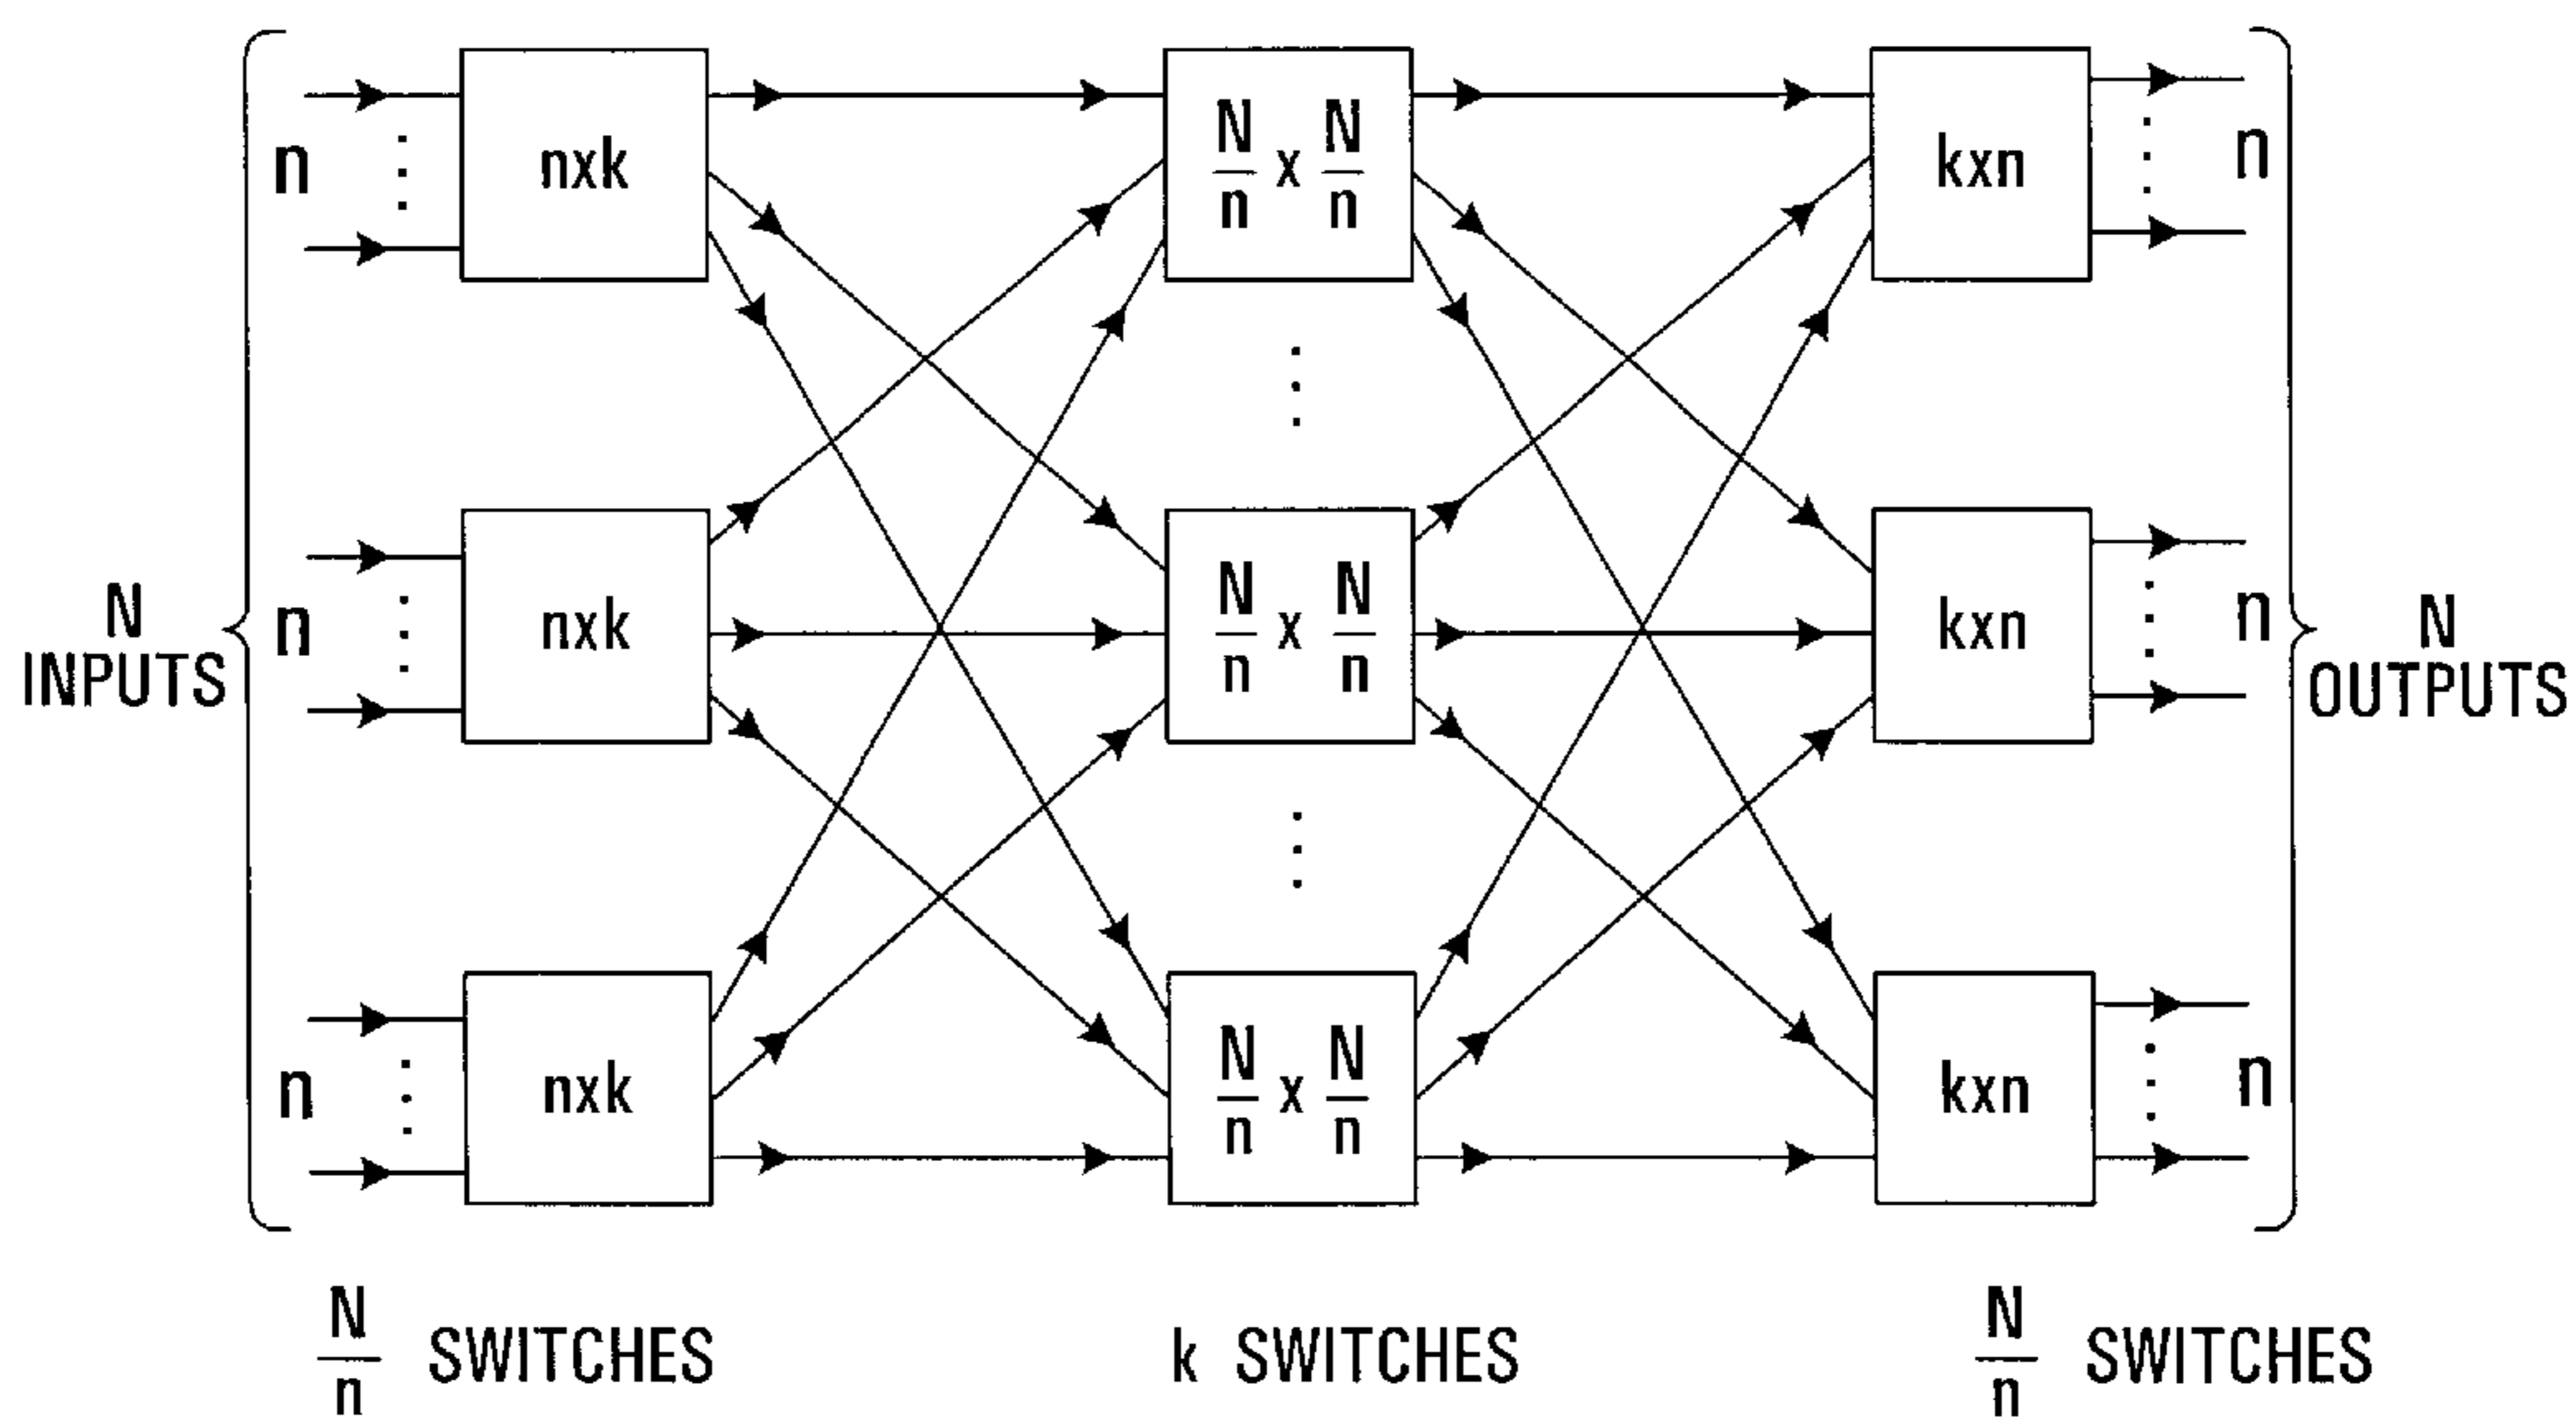 n
nxk
N/n x N/n
kxn
n
N
INPUTS
n
nxk
N/n x N/n
kxn
n
N
OUTPUTS
n
nxk
N/n x N/n
kxn
n
N/n SWITCHES
k SWITCHES
N/n SWITCHES